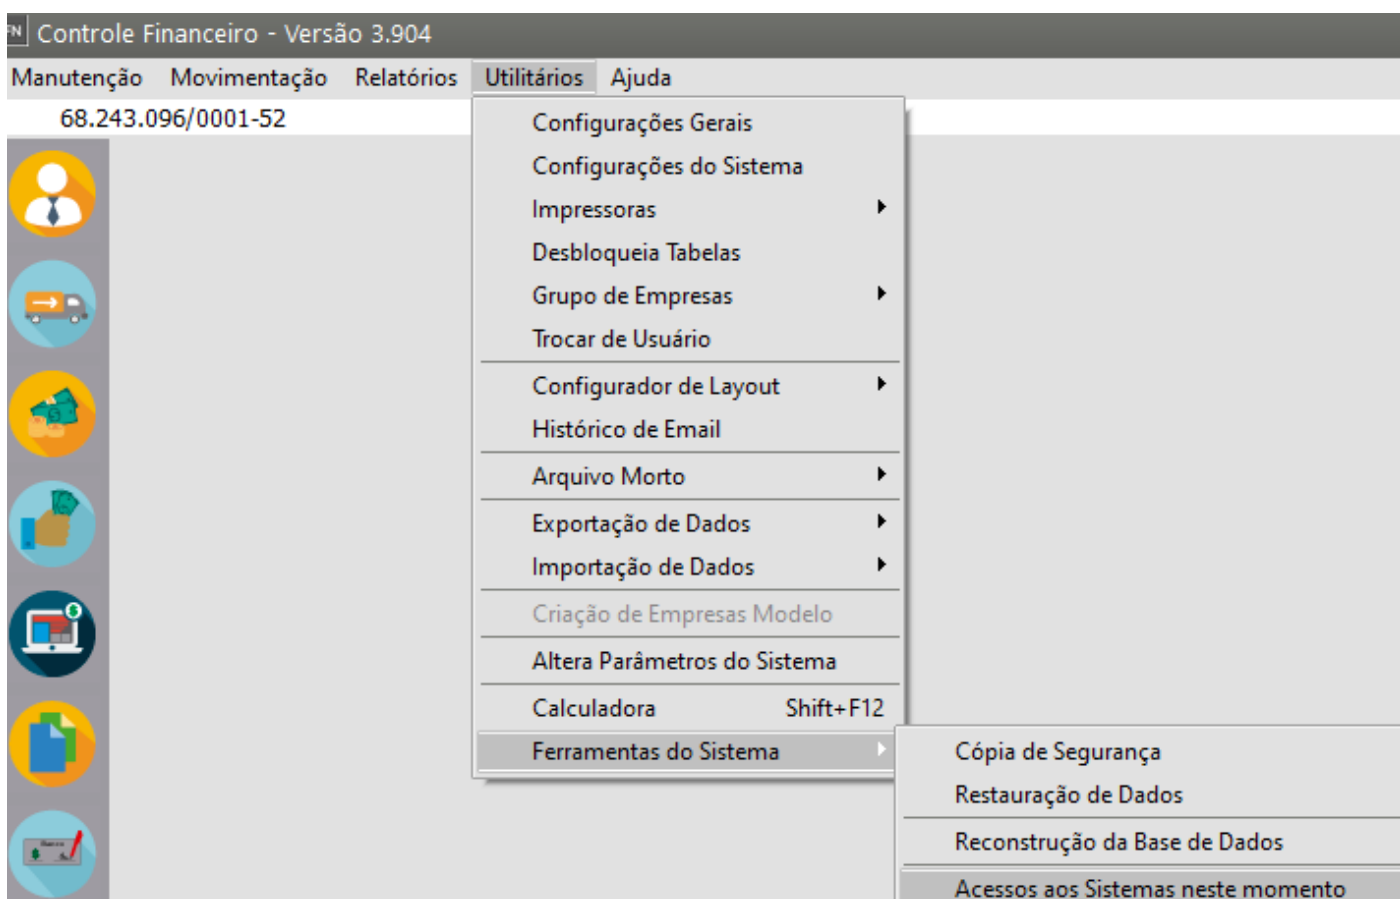 FN Controle Financeiro - Versão 3.904
Manutenção Movimentação Relatórios Utilitários Ajuda
68.243.096/0001-52
Configurações Gerais
Configurações do Sistema
Impressoras
Desbloqueia Tabelas
Grupo de Empresas
Trocar de Usuário
Configurador de Layout
Histórico de Email
Arquivo Morto
Exportação de Dados
Importação de Dados
Criação de Empresas Modelo
Altera Parâmetros do Sistema
Calculadora Shift+F12
Ferramentas do Sistema
Cópia de Segurança
Restauração de Dados
Reconstrução da Base de Dados
Acessos aos Sistemas neste momento